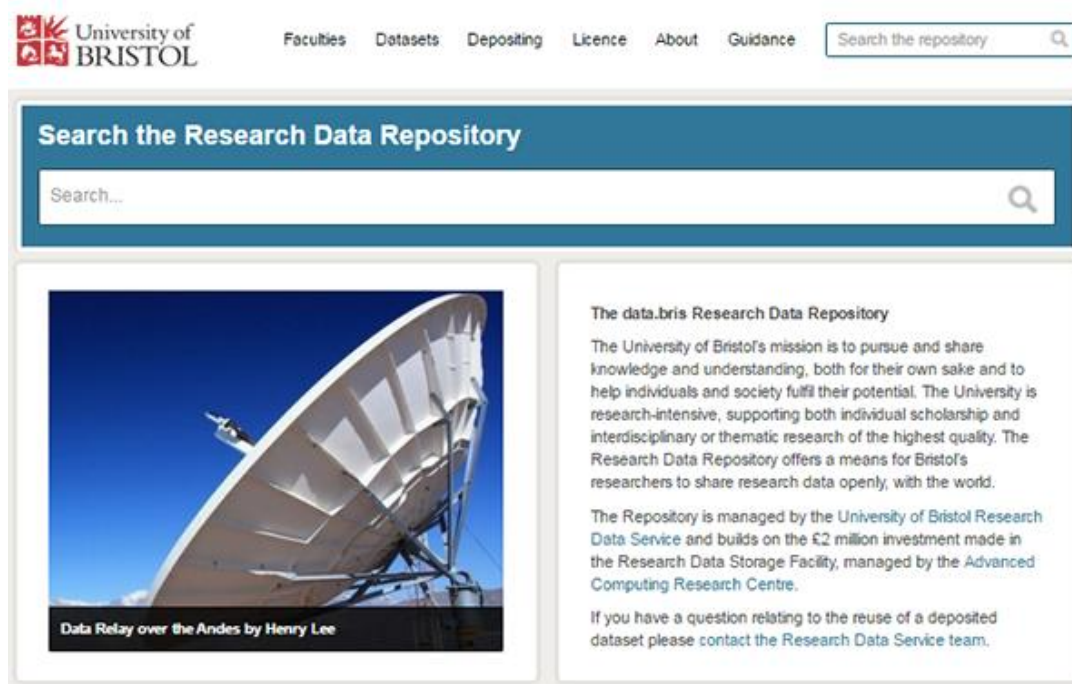 University of
BRISTOL
Faculties Datasets Depositing Licence About Guidance Search the repository
Search the Research Data Repository
Search...
Data Relay over the Andes by Henry Lee
The data.bris Research Data Repository
The University of Bristol's mission is to pursue and share
knowledge and understanding, both for their own sake and to
help individuals and society fulfil their potential. The University is
research-intensive, supporting both individual scholarship and
interdisciplinary or thematic research of the highest quality. The
Research Data Repository offers a means for Bristol's
researchers to share research data openly, with the world.
The Repository is managed by the University of Bristol Research
Data Service and builds on the £2 million investment made in
the Research Data Storage Facility, managed by the Advanced
Computing Research Centre.
If you have a question relating to the reuse of a deposited
dataset please contact the Research Data Service team.